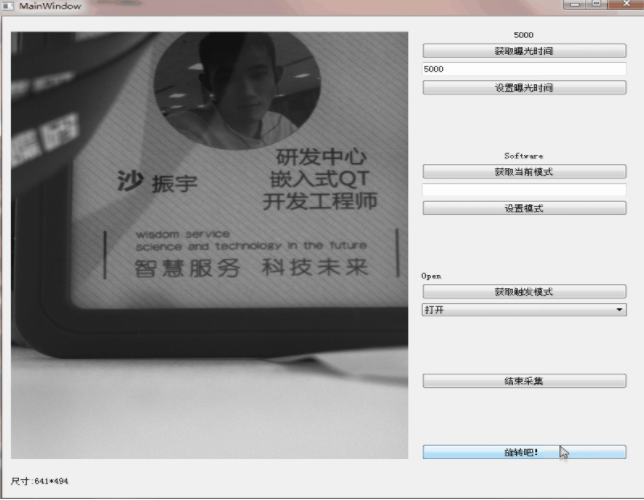 MainWindow
研发中心
沙 振宇
嵌入式QT
开发工程师
wisdom service
science and technology in the future
智慧服务 科技未来
5000
获取曝光时间
5000
设置曝光时间
Software
获取当前模式
设置模式
Open
获取触发模式
打开
结束采集
旋转吧!
尺寸:641*494